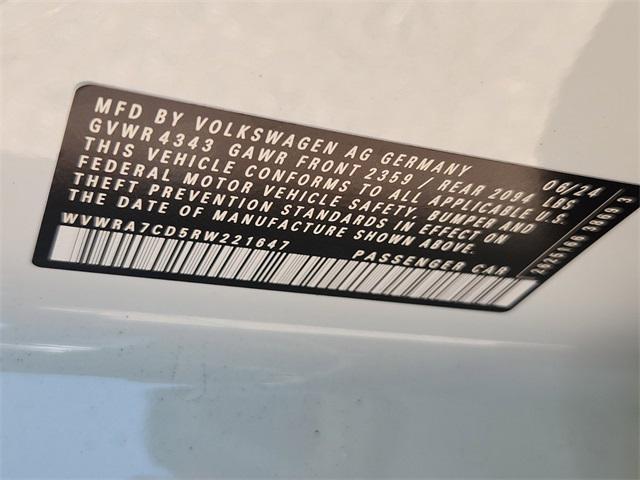 MFD BY VOLKSWAGEN AG GERMANY 06/24
GVWR 4343 GAWR FRONT 2359 / REAR 2094 LBS
THIS VEHICLE CONFORMS TO ALL APPLICABLE U.S.
FEDERAL MOTOR VEHICLE SAFETY, BUMPER AND
THEFT PREVENTION STANDARDS IN EFFECT ON
THE DATE OF MANUFACTURE SHOWN ABOVE.
WVWRA7CD5RW221647 PASSENGER CAR